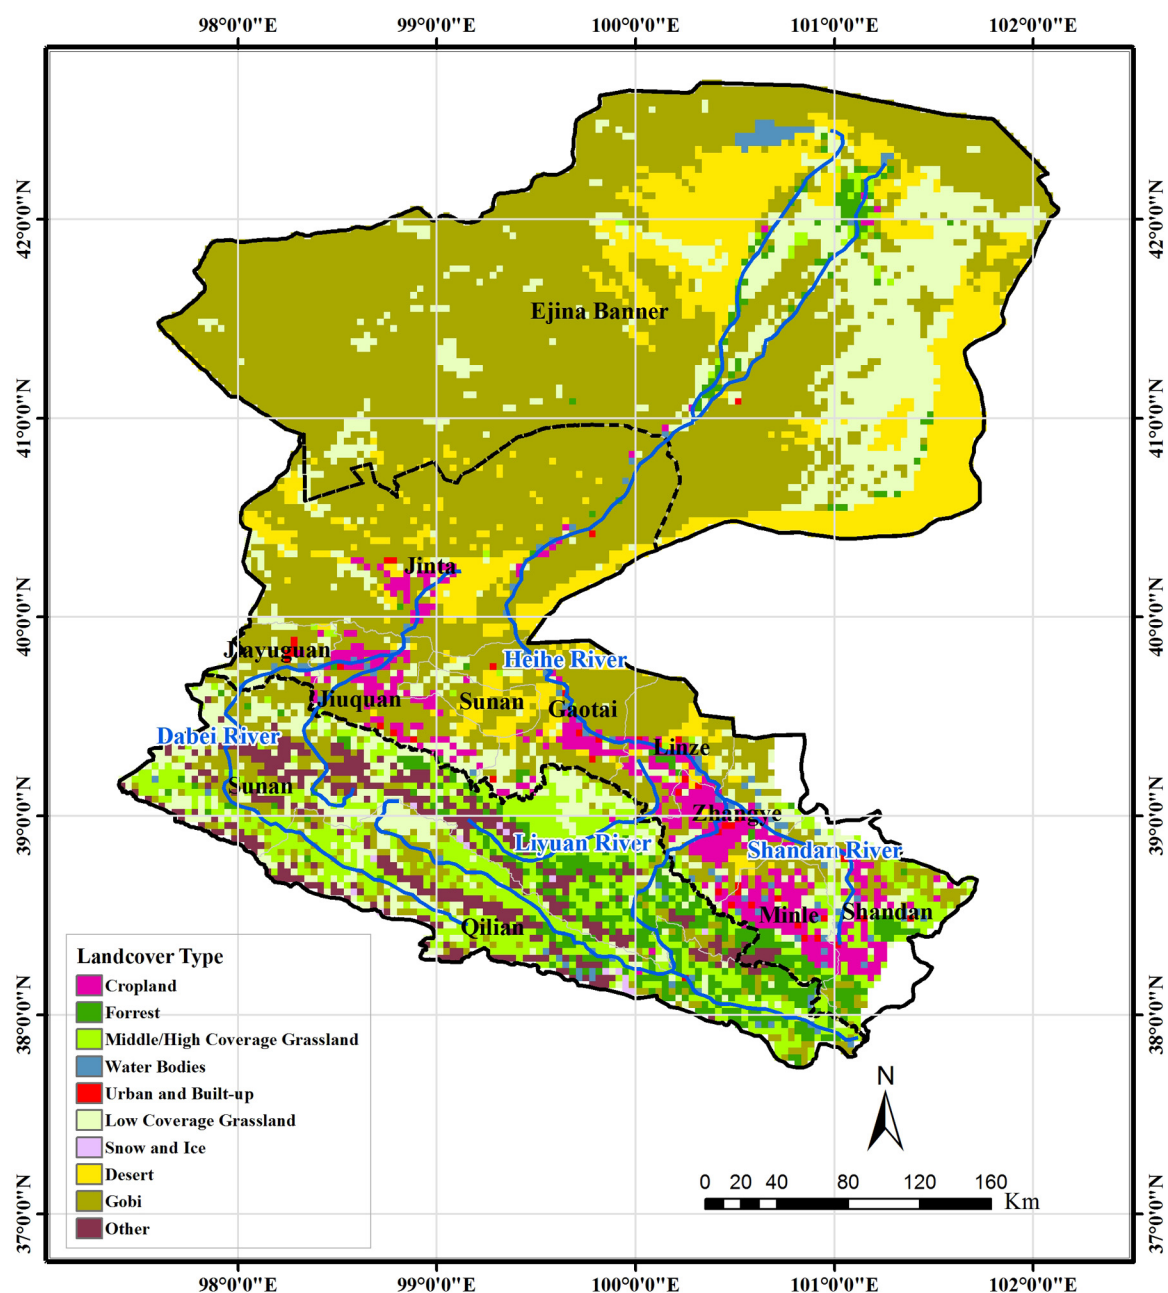 98°0'0"E 99°0'0"E 100°0'0"E 101°0'0"E 102°0'0"E
42°0'0"N 42°0'0"N
Ejina Banner
41°0'0"N 41°0'0"N
Jinta
40°0'0"N 40°0'0"N
Jiayuguan
Heihe River
Jiuquan
Sunan
Gaotai
Dabei River
Linze
Sunan
39°0'0"N 39°0'0"N
Zhangye
Liyuan River
Shandan River
Minle
Shandan
Qilian
Landcover Type
Cropland
Forrest
Middle/High Coverage Grassland
Water Bodies
Urban and Built-up
Low Coverage Grassland
Snow and Ice
Desert
Gobi
Other
38°0'0"N 38°0'0"N
N
0 20 40 80 120 160
Km
37°0'0"N 37°0'0"N
98°0'0"E 99°0'0"E 100°0'0"E 101°0'0"E 102°0'0"E